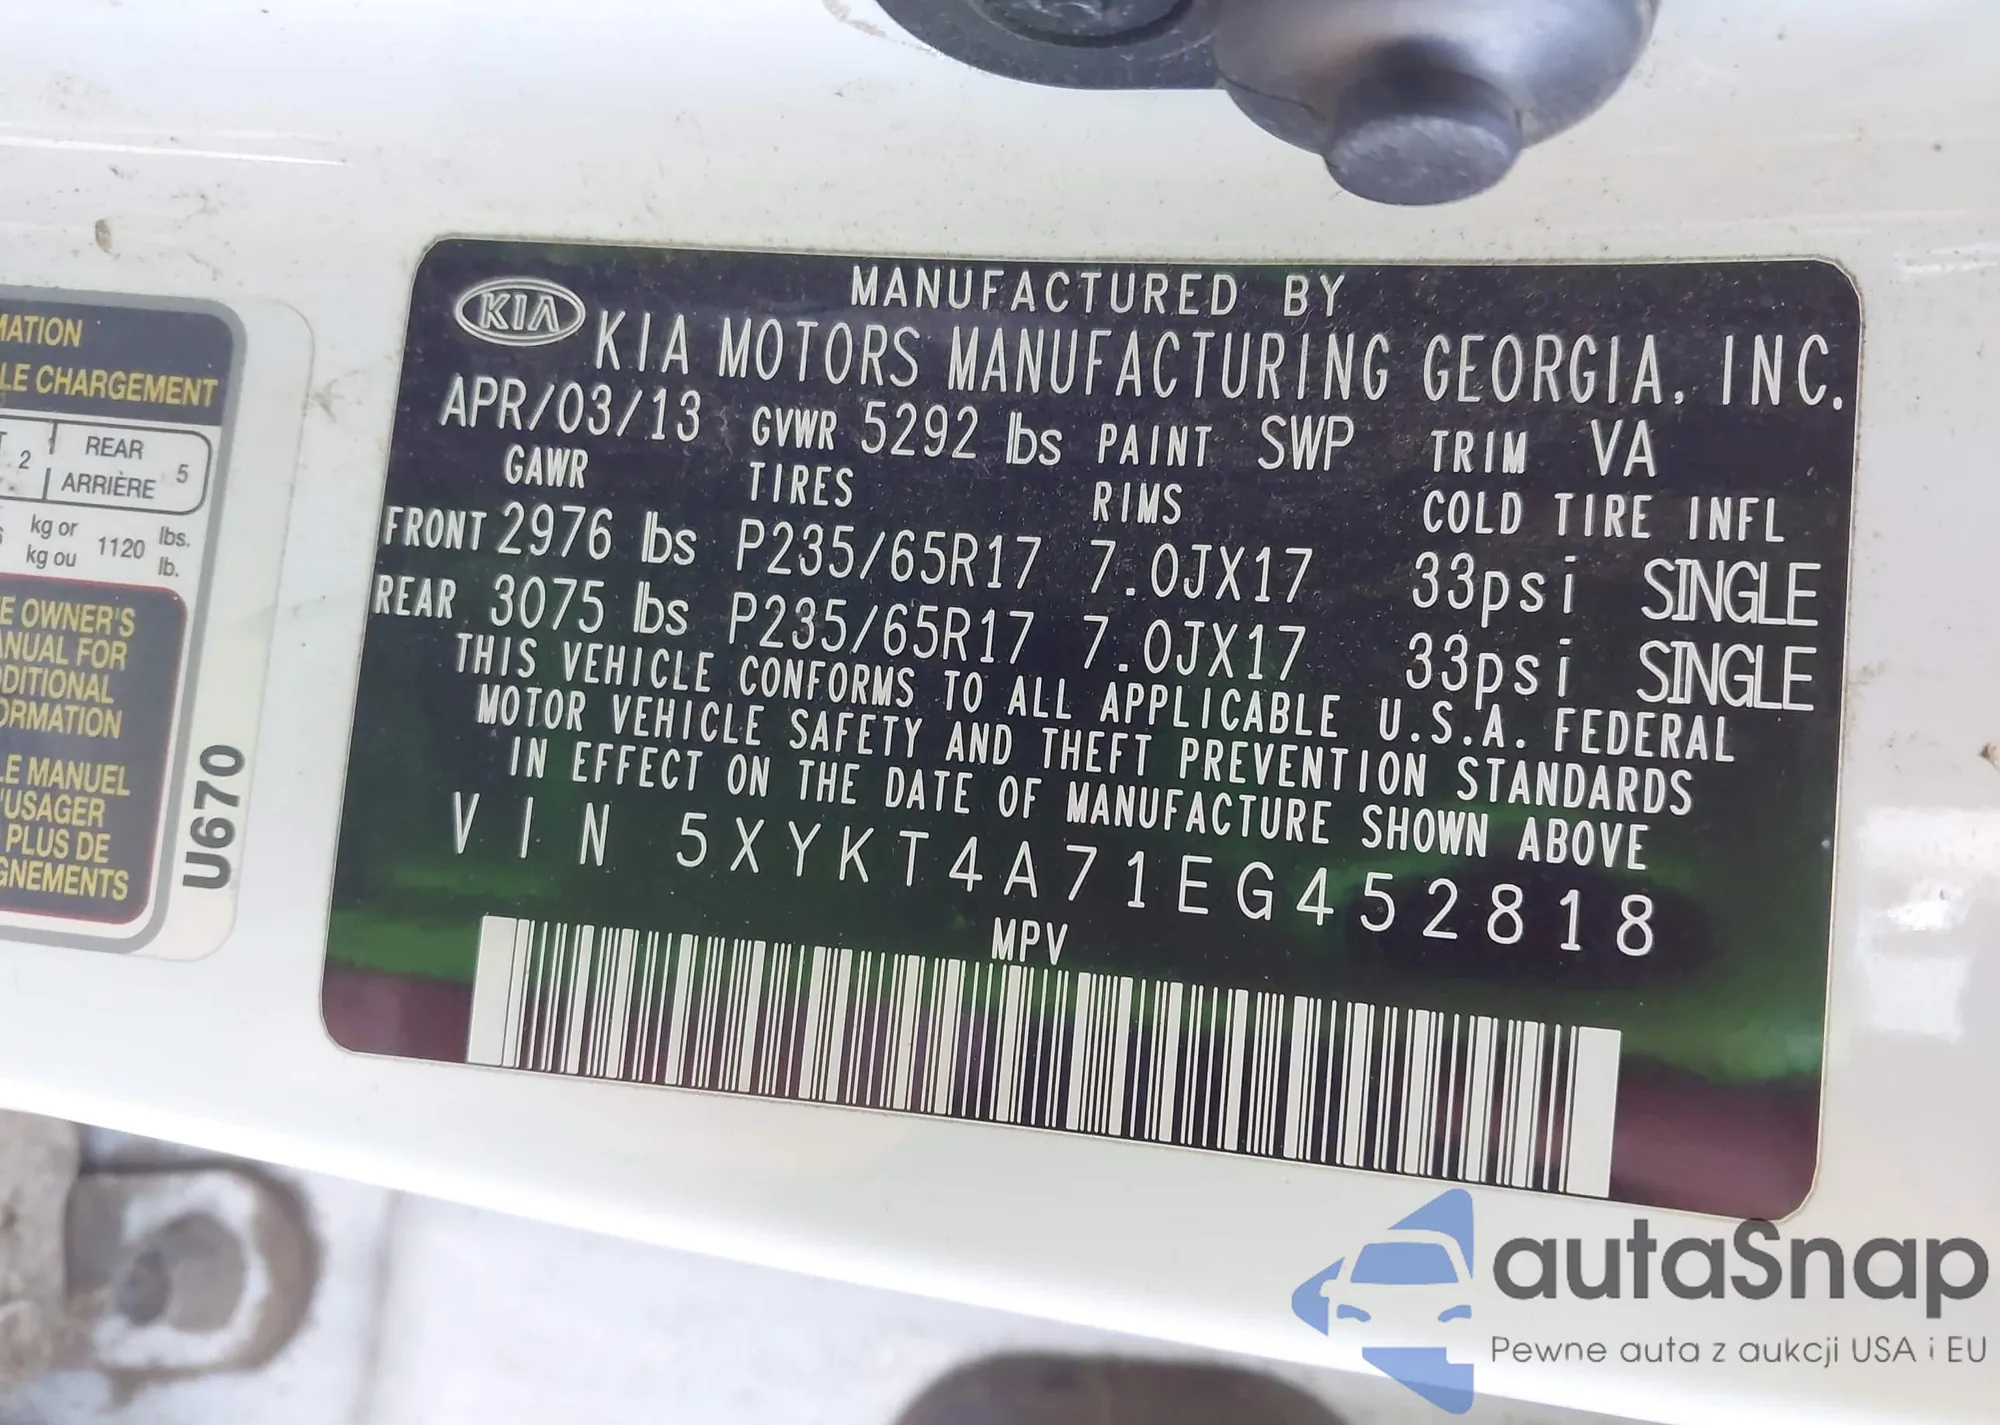 MANUFACTURED BY
KIA KIA MOTORS MANUFACTURING GEORGIA, INC.
APR/03/13 GVWR 5292 lbs PAINT SWP TRIM VA
GAWR TIRES RIMS COLD TIRE INFL
FRONT 2976 lbs P235/65R17 7.0JX17 33psi SINGLE
REAR 3075 lbs P235/65R17 7.0JX17 33psi SINGLE
THIS VEHICLE CONFORMS TO ALL APPLICABLE U.S.A. FEDERAL
MOTOR VEHICLE SAFETY AND THEFT PREVENTION STANDARDS
IN EFFECT ON THE DATE OF MANUFACTURE SHOWN ABOVE
VIN 5XYKT4A71EG452818
MPV
MATION
LE CHARGEMENT
2 REAR 5
ARRIÈRE
kg or 1120 lbs.
kg ou lb.
E OWNER'S
ANUAL FOR
DDITIONAL
ORMATION
LE MANUEL
'USAGER
PLUS DE
GNEMENTS
U670
autaSnap
Pewne auta z aukcji USA i EU